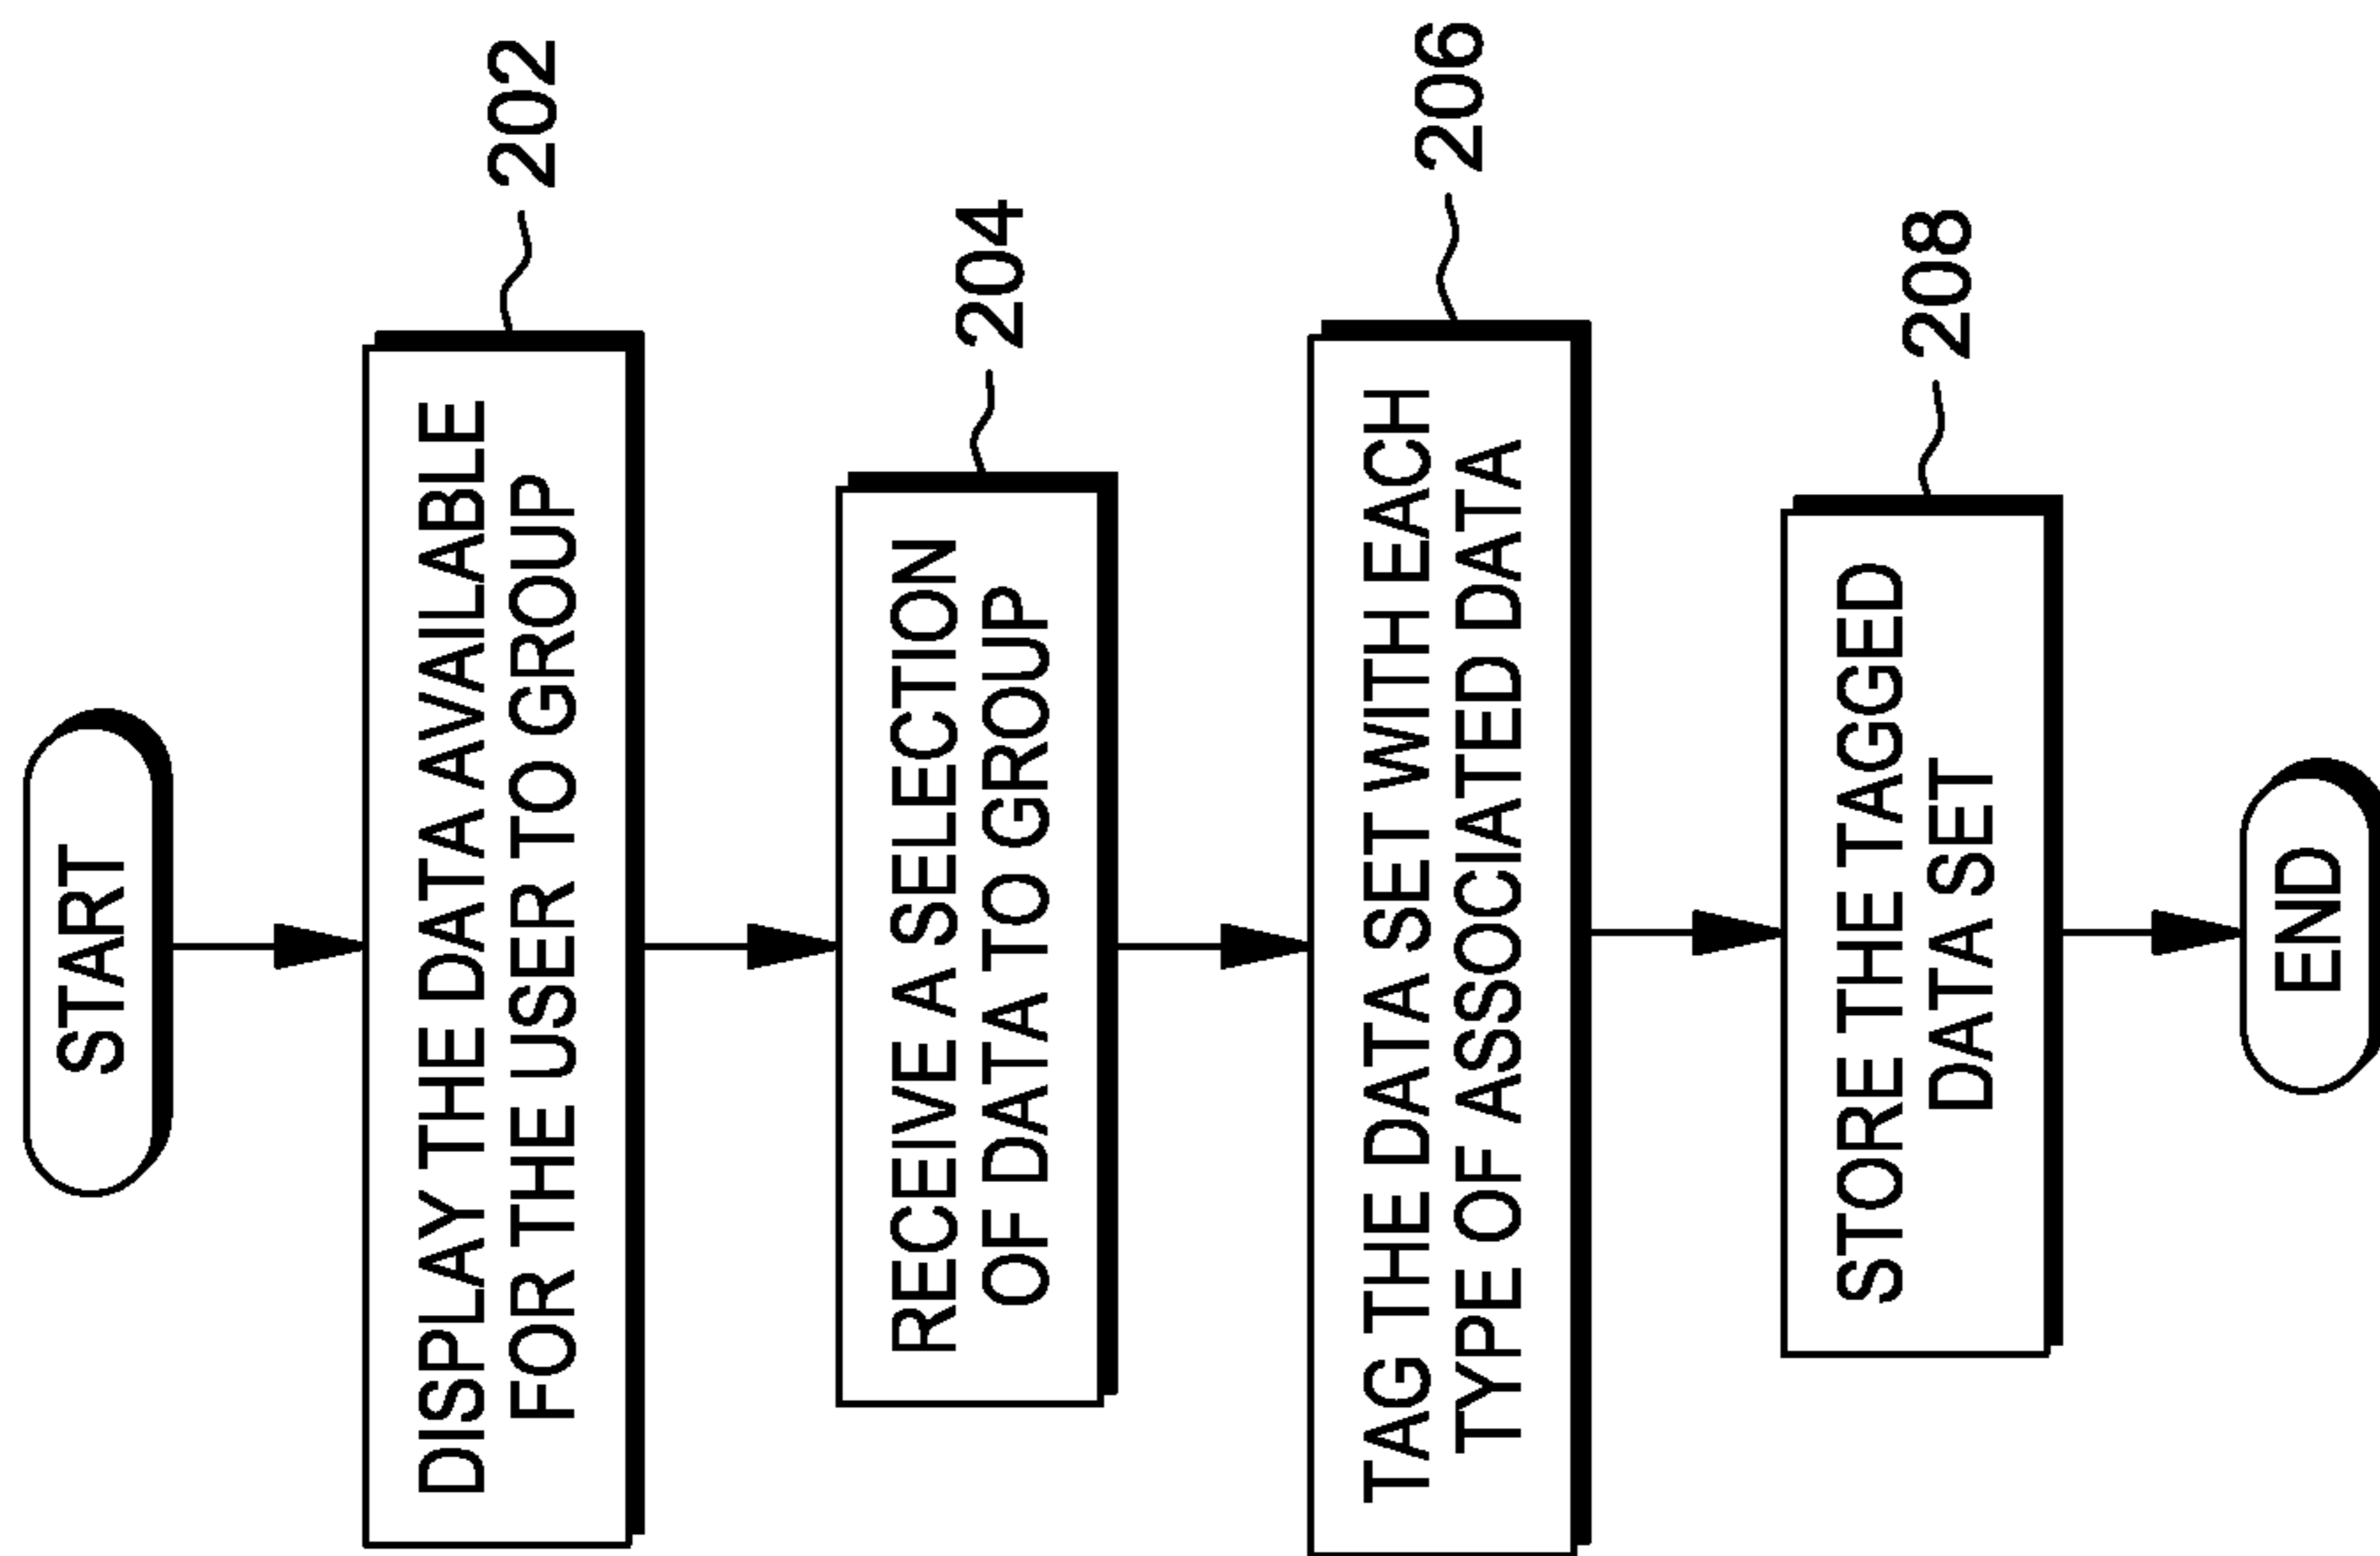 START
DISPLAY THE DATA AVAILABLE
FOR THE USER TO GROUP
202
RECEIVE A SELECTION
OF DATA TO GROUP
204
TAG THE DATA SET WITH EACH
TYPE OF ASSOCIATED DATA
206
STORE THE TAGGED
DATA SET
208
END